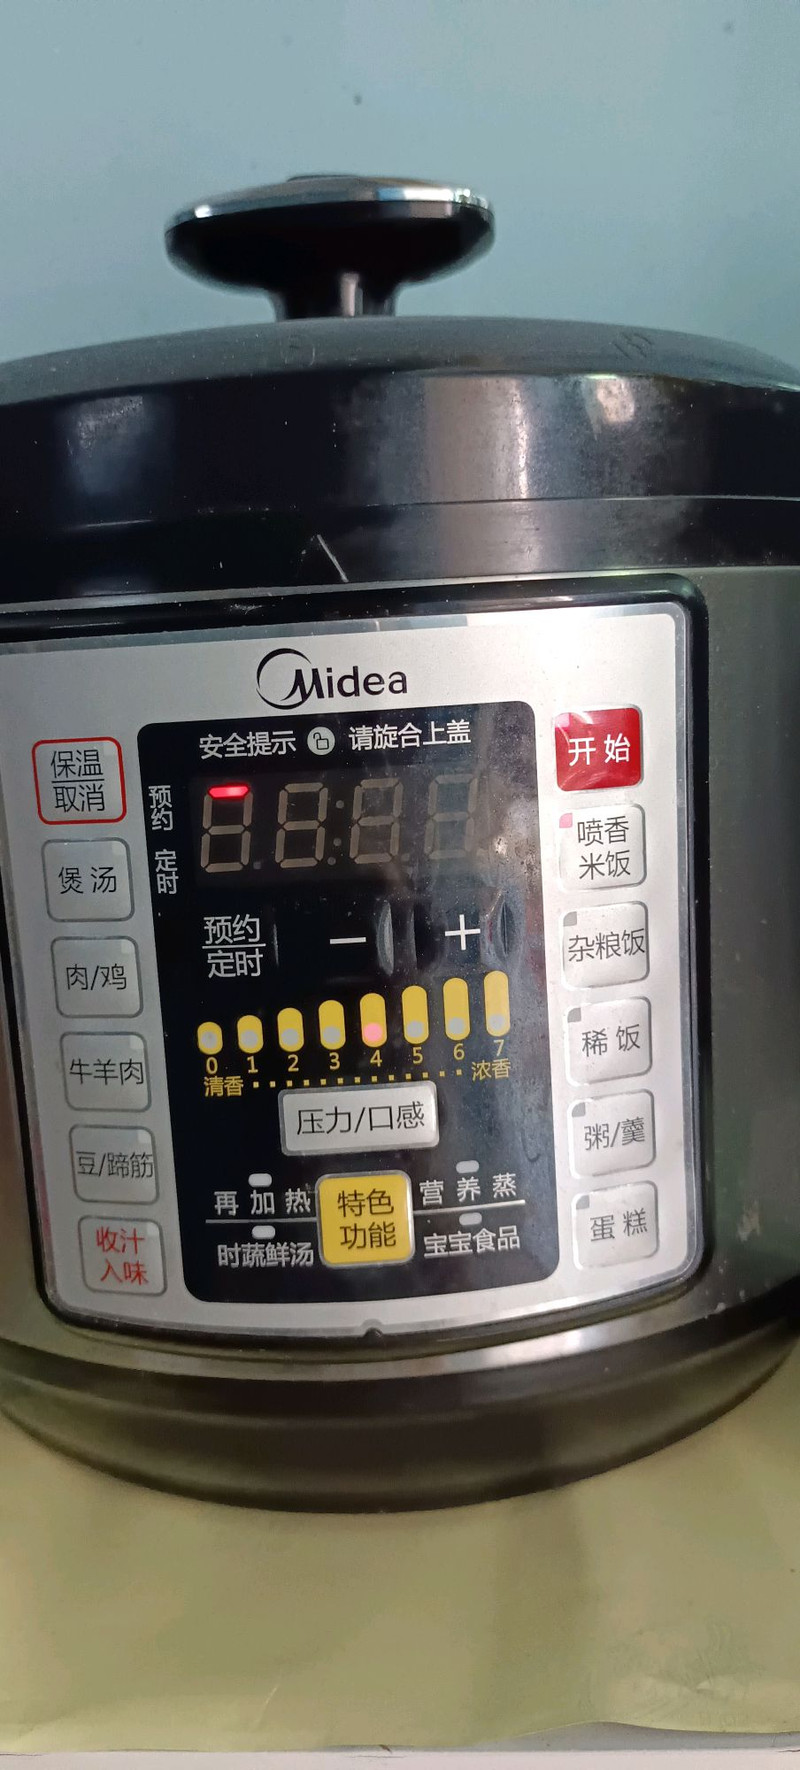 Midea
安全提示 请旋合上盖
保温
取消
煲汤
肉/鸡
牛羊肉
豆/蹄筋
收汁
入味
预约
定时
预约
定时
－ ＋
0 1 2 3 4 5 6 7
清香 浓香
压力/口感
再加热
时蔬鲜汤
特色
功能
营养蒸
宝宝食品
开始
喷香
米饭
杂粮饭
稀饭
粥/羹
蛋糕